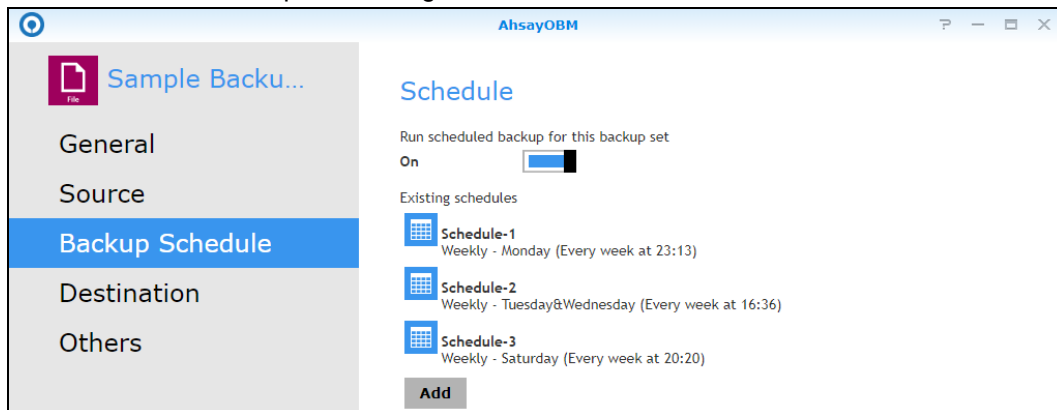 AhsayOBM
Sample Backu...
File
General
Source
Backup Schedule
Destination
Others
Schedule
Run scheduled backup for this backup set
On
Existing schedules
Schedule-1
Weekly - Monday (Every week at 23:13)
Schedule-2
Weekly - Tuesday&Wednesday (Every week at 16:36)
Schedule-3
Weekly - Saturday (Every week at 20:20)
Add